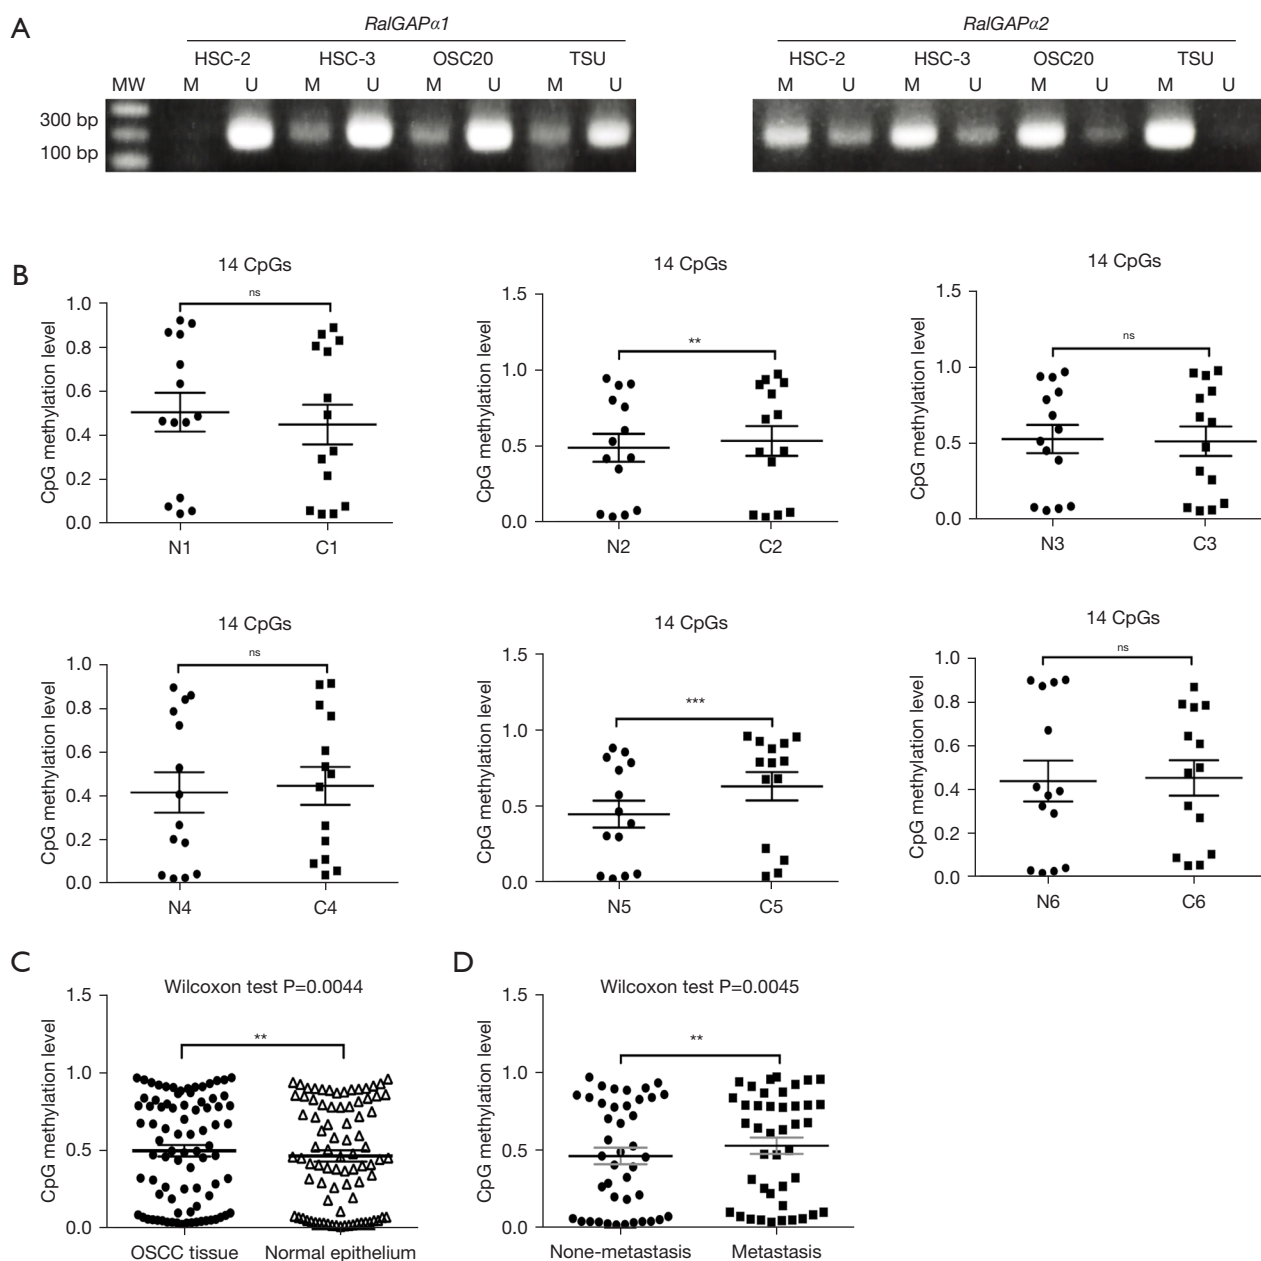 A
RalGAPα1
RalGAPα2
HSC-2 HSC-3 OSC20 TSU
HSC-2 HSC-3 OSC20 TSU
MW M U M U M U M U
M U M U M U M U
300 bp
100 bp
B
14 CpGs
ns
CpG methylation level
1.0
0.8
0.6
0.4
0.2
0.0
N1 C1
14 CpGs
**
CpG methylation level
1.5
1.0
0.5
0.0
N2 C2
14 CpGs
ns
CpG methylation level
1.5
1.0
0.5
0.0
N3 C3
14 CpGs
ns
CpG methylation level
1.0
0.8
0.6
0.4
0.2
0.0
N4 C4
14 CpGs
***
CpG methylation level
1.5
1.0
0.5
0.0
N5 C5
14 CpGs
ns
CpG methylation level
1.0
0.8
0.6
0.4
0.2
0.0
N6 C6
C
Wilcoxon test P=0.0044
**
CpG methylation level
1.5
1.0
0.5
0.0
OSCC tissue Normal epithelium
D
Wilcoxon test P=0.0045
**
CpG methylation level
1.5
1.0
0.5
0.0
None-metastasis Metastasis